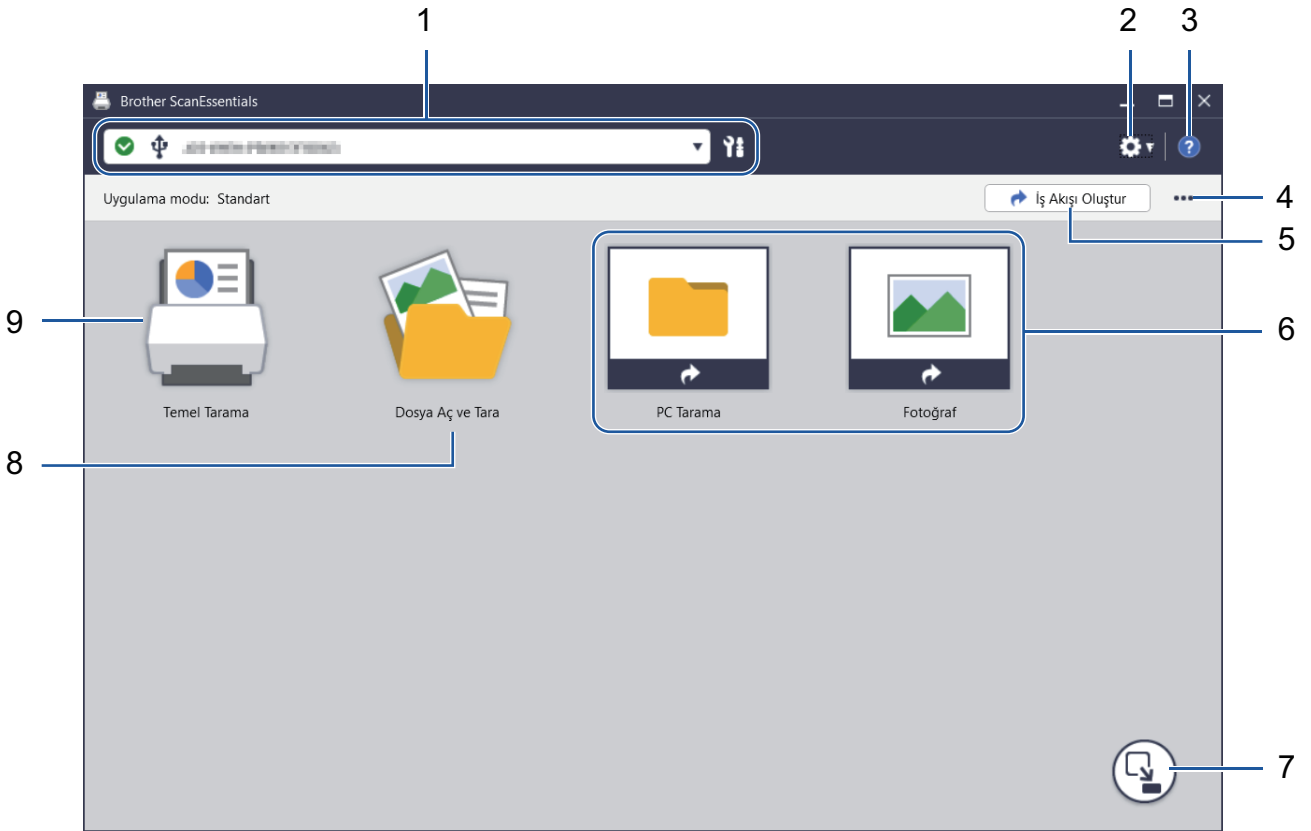 1
2
3
Brother ScanEssentials
?
Uygulama modu: Standart
İş Akışı Oluştur
4
5
6
9
Temel Tarama
Dosya Aç ve Tara
PC Tarama
Fotoğraf
8
7